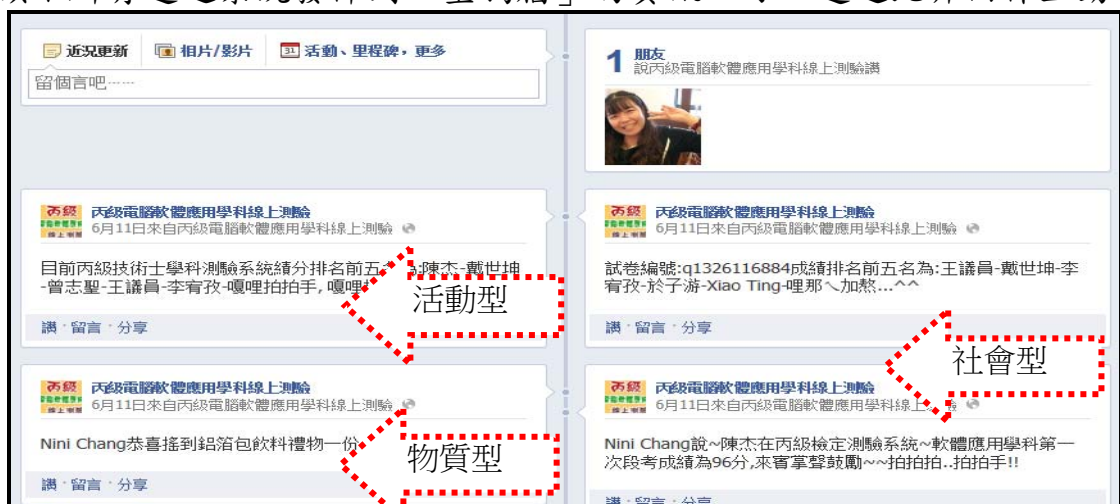 近況更新 相片/影片 31 活動、里程碑，更多
留個言吧……
1 朋友
說丙級電腦軟體應用學科線上測驗讚
丙級電腦軟體應用學科線上測驗
6月11日來自丙級電腦軟體應用學科線上測驗
目前丙級技術士學科測驗系統績分排名前五名為:陳杰-戴世坤
-曾志聖-王議員-李宥孜-嘎哩拍拍手,嘎哩
讚 · 留言 · 分享
活動型
丙級電腦軟體應用學科線上測驗
6月11日來自丙級電腦軟體應用學科線上測驗
試卷編號:q1326116884成績排名前五名為:王議員-戴世坤-李
宥孜-於子游-Xiao Ting-哩那ㄟ加熬...^^
讚 · 留言 · 分享
社會型
丙級電腦軟體應用學科線上測驗
6月11日來自丙級電腦軟體應用學科線上測驗
Nini Chang恭喜搖到鋁箔包飲料禮物一份
讚 · 留言 · 分享
物質型
丙級電腦軟體應用學科線上測驗
6月11日來自丙級電腦軟體應用學科線上
Nini Chang說~陳杰在丙級檢定測驗系統~軟體應用學科第一
次段考成績為96分,來賓掌聲鼓勵~~拍拍拍..拍拍手!!
讚 · 留言 · 分享